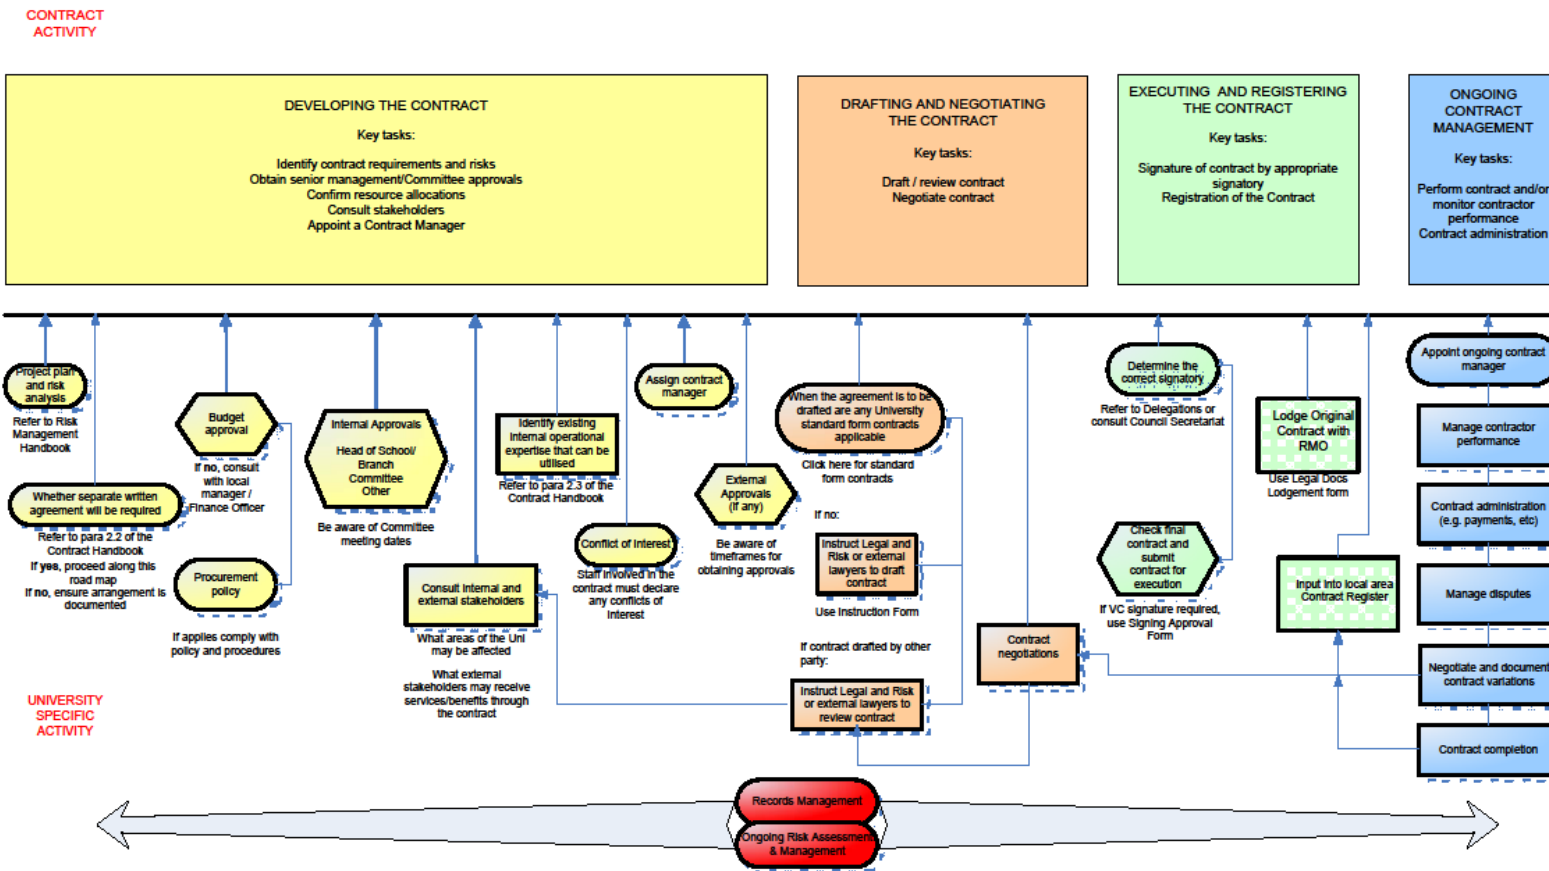 CONTRACT
ACTIVITY
DEVELOPING THE CONTRACT
Key tasks:
Identify contract requirements and risks
Obtain senior management/Committee approvals
Confirm resource allocations
Consult stakeholders
Appoint a Contract Manager
DRAFTING AND NEGOTIATING
THE CONTRACT
Key tasks:
Draft / review contract
Negotiate contract
EXECUTING AND REGISTERING
THE CONTRACT
Key tasks:
Signature of contract by appropriate
signatory
Registration of the Contract
ONGOING
CONTRACT
MANAGEMENT
Key tasks:
Perform contract and/or
monitor contractor
performance
Contract administration
Project plan
and risk
analysis
Refer to Risk
Management
Handbook
Whether separate written
agreement will be required
Refer to para 2.2 of the
Contract Handbook
If yes, proceed along this
road map
If no, ensure arrangement is
documented
Budget
approval
If no, consult
with local
manager /
Finance Officer
Procurement
policy
If applies comply with
policy and procedures
Internal Approvals
Head of School/
Branch
Committee
Other
Be aware of Committee
meeting dates
Consult internal and
external stakeholders
What areas of the Uni
may be affected
What external
stakeholders may receive
services/benefits through
the contract
Identify existing
internal operational
expertise that can be
utilised
Refer to para 2.3 of the
Contract Handbook
Conflict of Interest
Staff involved in the
contract must declare
any conflicts of
interest
Assign contract
manager
External
Approvals
(if any)
Be aware of
timeframes for
obtaining approvals
When the agreement is to be
drafted are any University
standard form contracts
applicable
Click here for standard
form contracts
If no:
Instruct Legal and
Risk or external
lawyers to draft
contract
Use Instruction Form
If contract drafted by other
party:
Instruct Legal and Risk
or external lawyers to
review contract
Contract
negotiations
Determine the
correct signatory
Refer to Delegations or
consult Council Secretariat
Check final
contract and
submit
contract for
execution
If VC signature required,
use Signing Approval
Form
Lodge Original
Contract with
RMO
Use Legal Docs
Lodgement form
Input into local area
Contract Register
Appoint ongoing contract
manager
Manage contractor
performance
Contract administration
(e.g. payments, etc)
Manage disputes
Negotiate and document
contract variations
Contract completion
UNIVERSITY
SPECIFIC
ACTIVITY
Records Management
Ongoing Risk Assessment
& Management